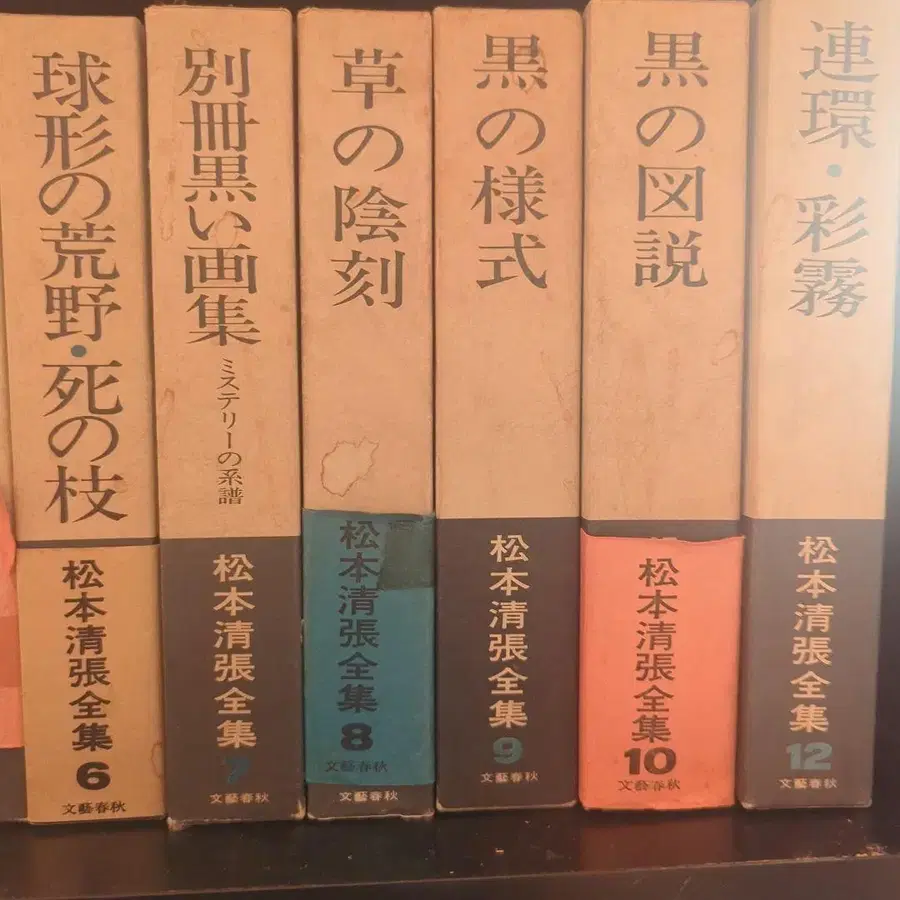 球形の荒野・死の枝
松本清張全集
6
文藝春秋
別冊黒い画集
ミステリーの系譜
松本清張全集
7
文藝春秋
草の陰刻
松本清張全集
8
文藝春秋
文藝春秋
黒の様式
松本清張全集
9
文藝春秋
黒の図説
松本清張全集
10
文藝春秋
連環・彩霧
松本清張全集
12
文藝春秋